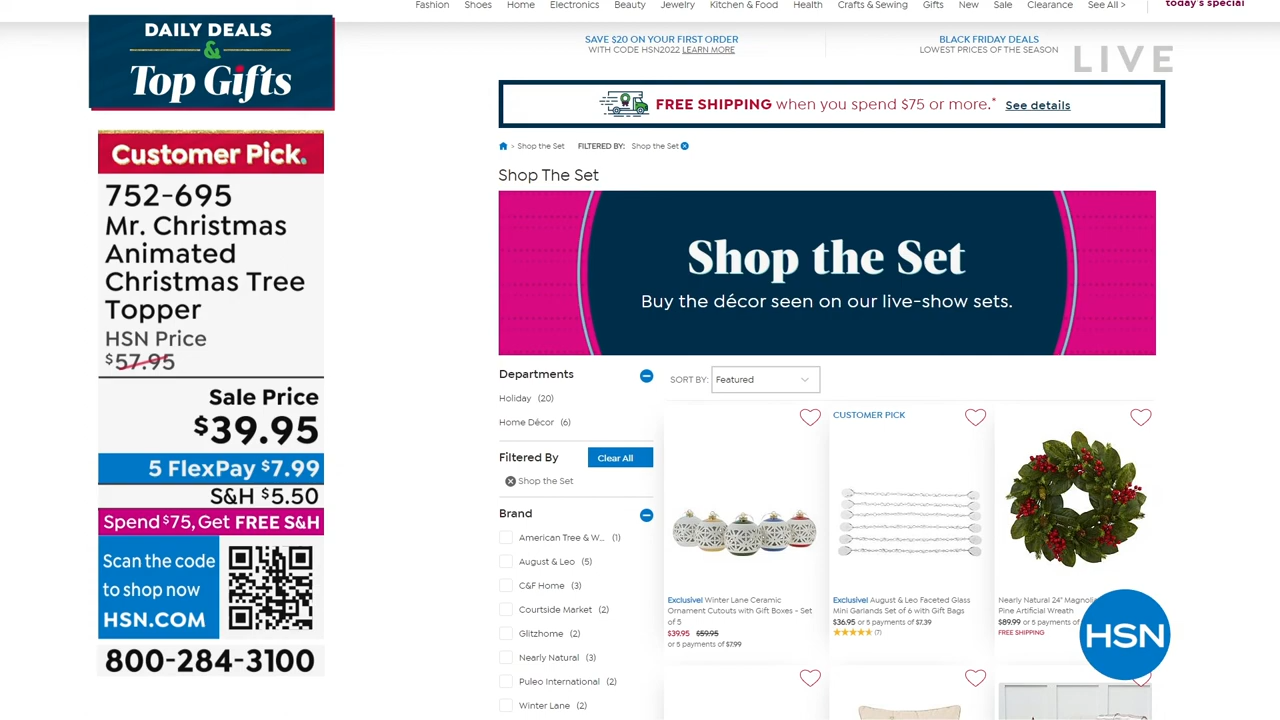 Fashion Shoes Home Electronics Beauty Jewelry Kitchen & Food Health Crafts & Sewing Gifts New Sale Clearance See All > today's special
DAILY DEALS
&
Top Gifts
SAVE $20 ON YOUR FIRST ORDER
WITH CODE HSN2022 LEARN MORE
BLACK FRIDAY DEALS
LOWEST PRICES OF THE SEASON
LIVE
FREE SHIPPING when you spend $75 or more.* See details
> Shop the Set FILTERED BY: Shop the Set
Shop The Set
Shop the Set
Buy the décor seen on our live-show sets.
Customer Pick.
752-695
Mr. Christmas
Animated
Christmas Tree
Topper
HSN Price
$57.95
Sale Price
$39.95
5 FlexPay $7.99
S&H $5.50
Spend $75, Get FREE S&H
Scan the code
to shop now
HSN.COM
800-284-3100
Departments
Holiday (20)
Home Décor (6)
Filtered By Clear All
Shop the Set
Brand
American Tree & W... (1)
August & Leo (5)
C&F Home (3)
Courtside Market (2)
Glitzhome (2)
Nearly Natural (3)
Puleo International (2)
Winter Lane (2)
SORT BY: Featured
Exclusive! Winter Lane Ceramic
Ornament Cutouts with Gift Boxes - Set
of 5
$39.95 $59.95
or 5 payments of $7.99
CUSTOMER PICK
Exclusive! August & Leo Faceted Glass
Mini Garlands Set of 6 with Gift Bags
$36.95 or 5 payments of $7.39
(7)
Nearly Natural 24" Magnolia
Pine Artificial Wreath
$89.99 or 5 payments of
FREE SHIPPING
HSN